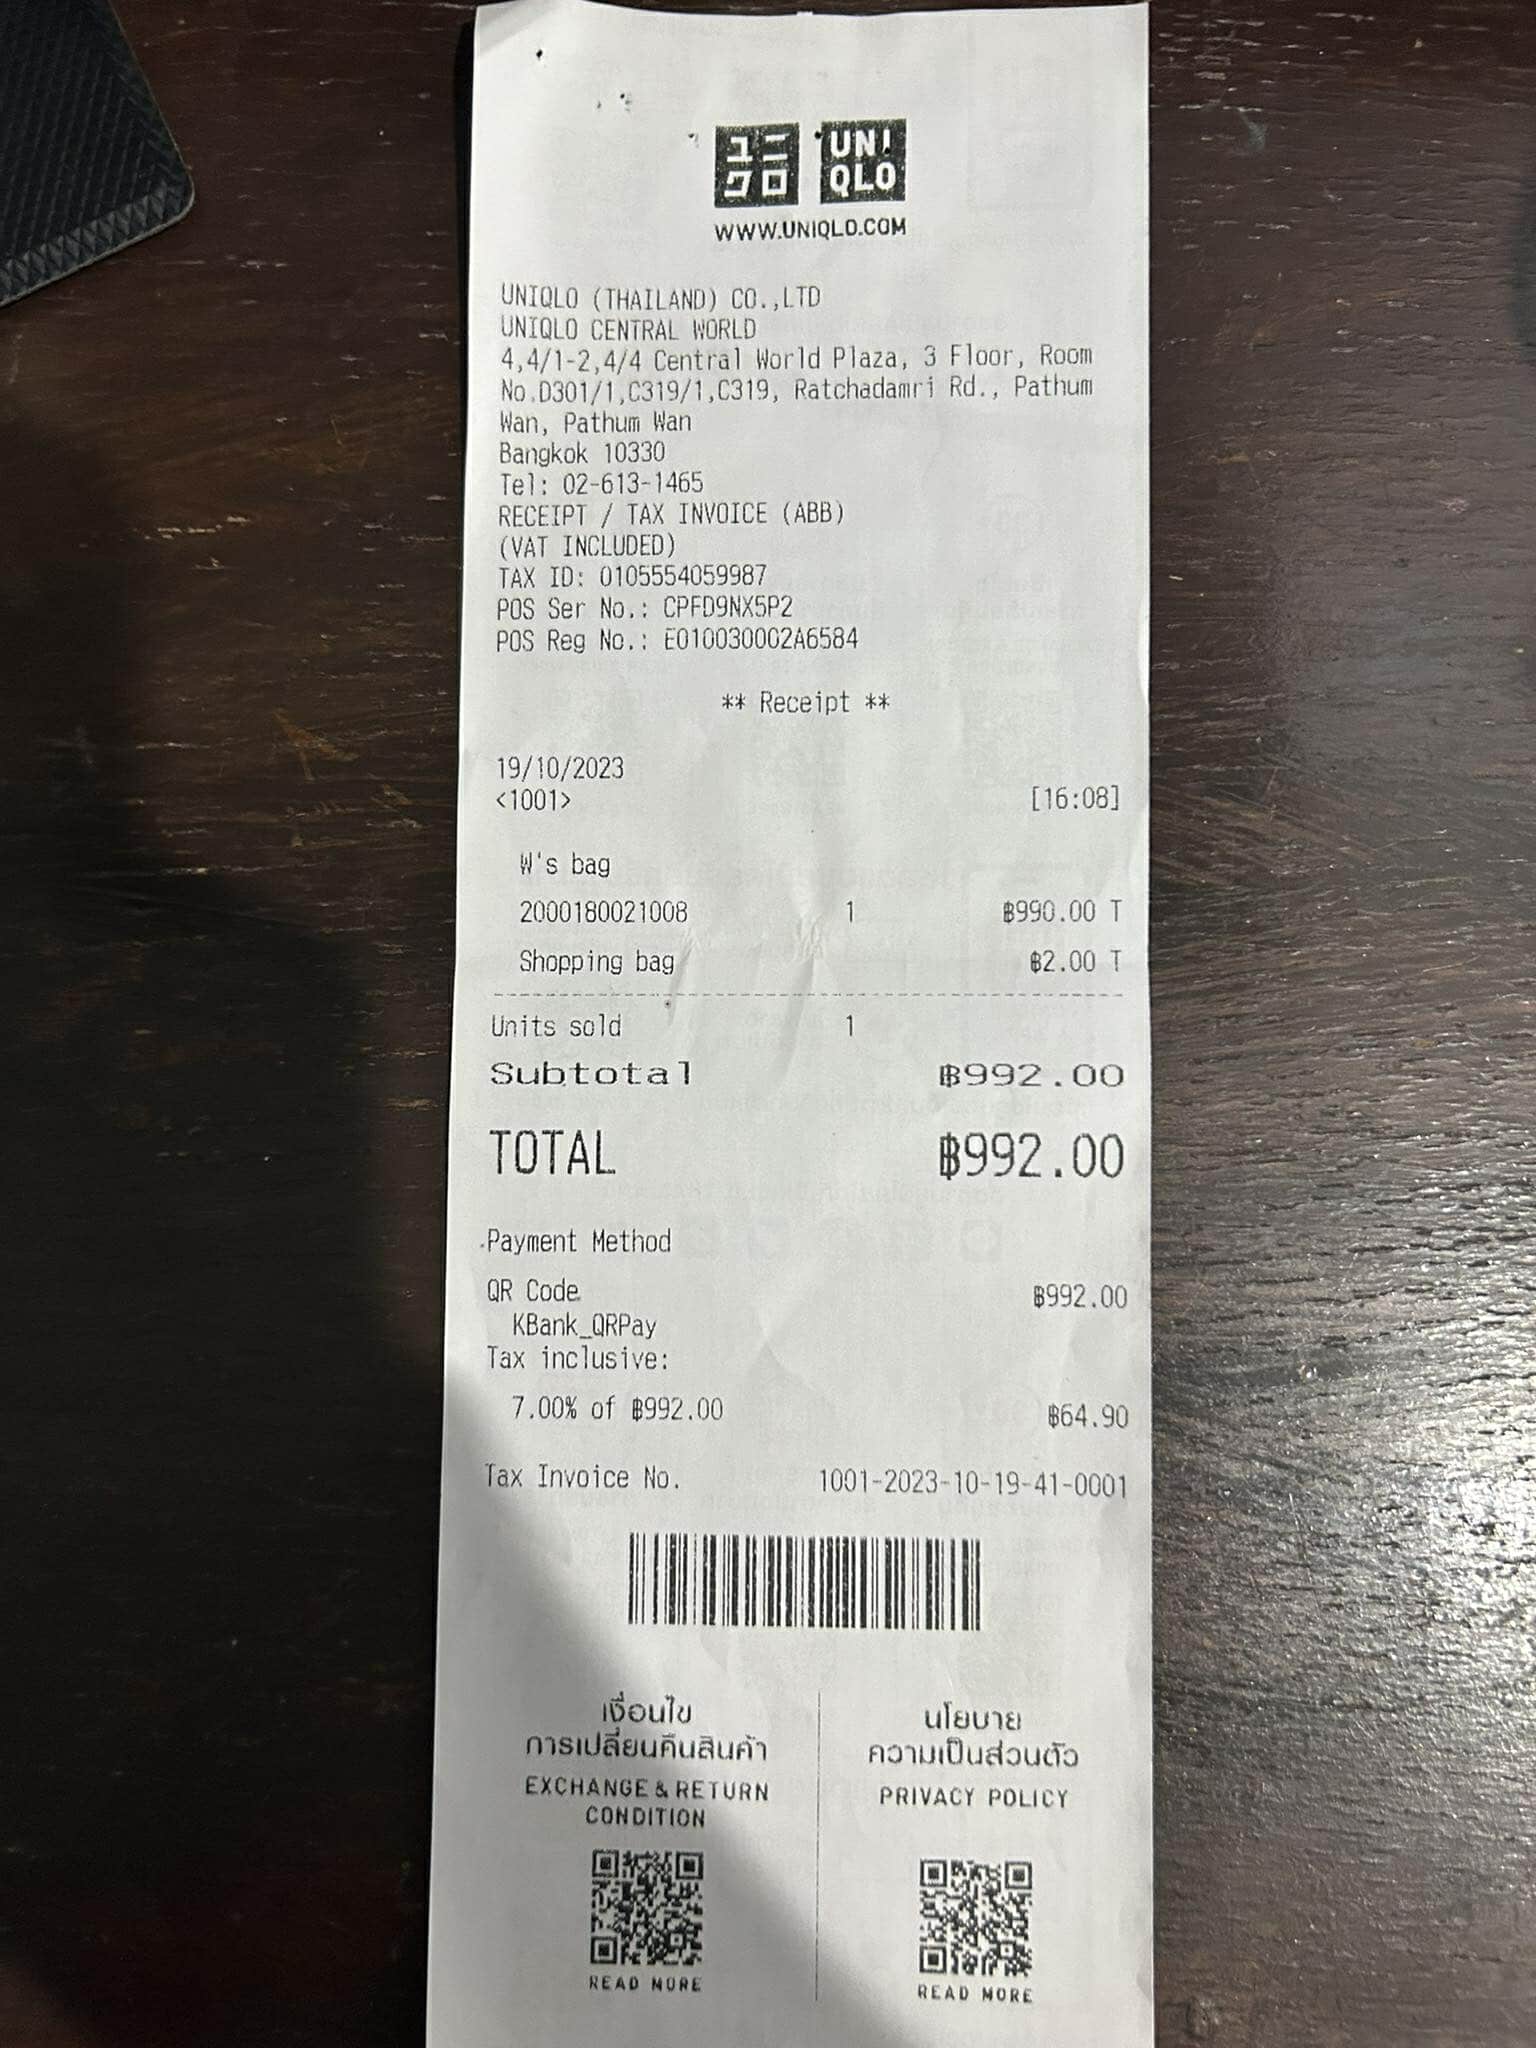 ユニ
クロ
UNI
QLO
WWW.UNIQLO.COM
UNIQLO (THAILAND) CO.,LTD
UNIQLO CENTRAL WORLD
4,4/1-2,4/4 Central World Plaza, 3 Floor, Room
No.D301/1,C319/1,C319, Ratchadamri Rd., Pathum
Wan, Pathum Wan
Bangkok 10330
Tel: 02-613-1465
RECEIPT / TAX INVOICE (ABB)
(VAT INCLUDED)
TAX ID: 0105554059987
POS Ser No.: CPFD9NX5P2
POS Reg No.: E010030002A6584
** Receipt **
19/10/2023
<1001> [16:08]
W's bag
2000180021008 1 ฿990.00 T
Shopping bag ฿2.00 T
Units sold 1
Subtotal ฿992.00
TOTAL ฿992.00
Payment Method
QR Code ฿992.00
KBank_QRPay
Tax inclusive:
7.00% of ฿992.00 ฿64.90
Tax Invoice No. 1001-2023-10-19-41-0001
เงื่อนไข
การเปลี่ยนคืนสินค้า
EXCHANGE & RETURN
CONDITION
READ MORE
นโยบาย
ความเป็นส่วนตัว
PRIVACY POLICY
READ MORE